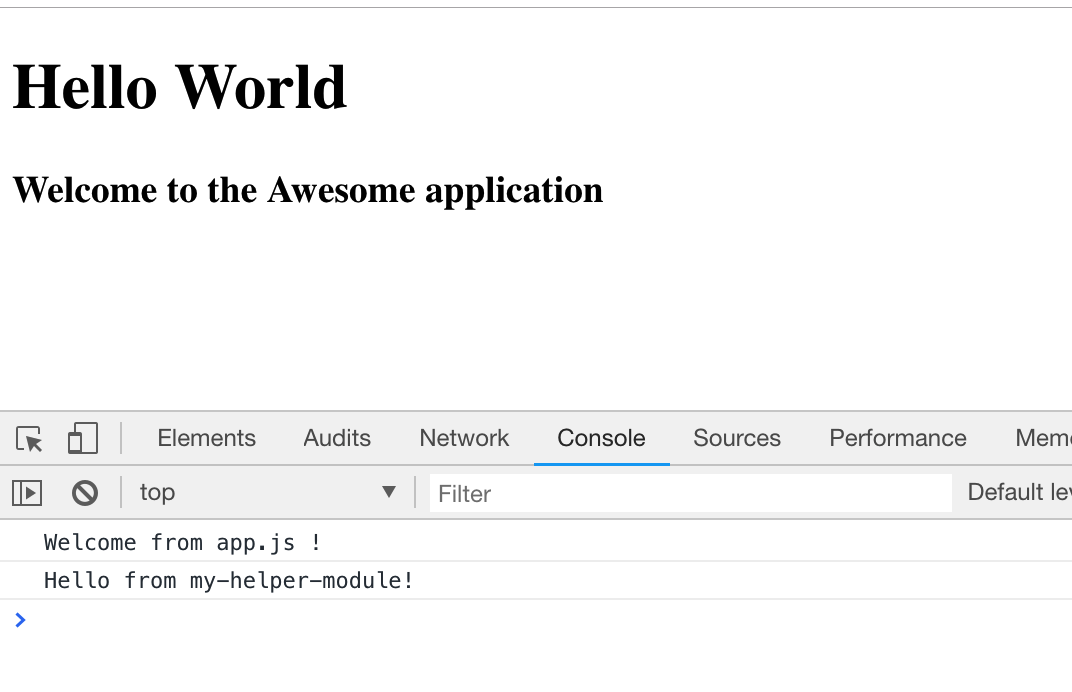 Hello World
Welcome to the Awesome application
Elements Audits Network Console Sources Performance Mem
top Filter Default le
Welcome from app.js !
Hello from my-helper-module!